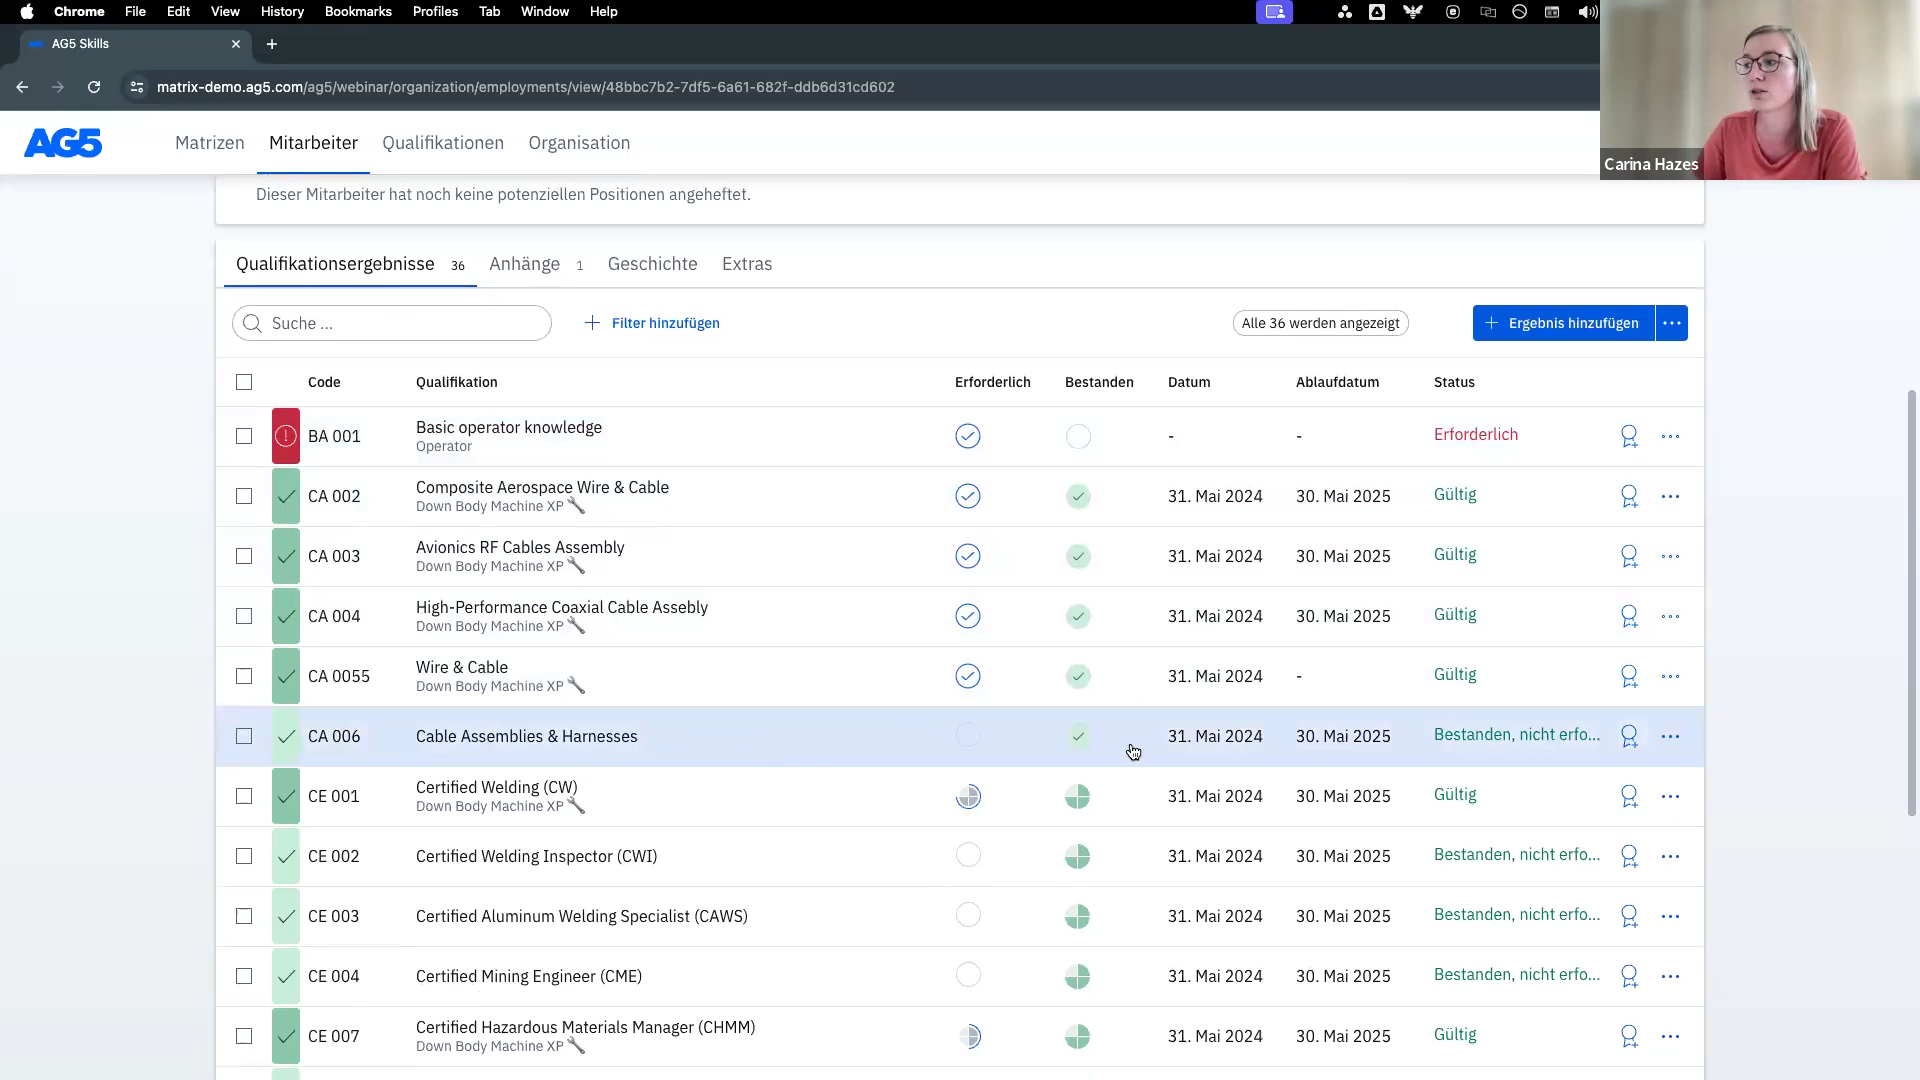 Chrome File Edit View History Bookmarks Profiles Tab Window Help
AG5 Skills
matrix-demo.ag5.com/ag5/webinar/organization/employments/view/48bbc7b2-7df5-6a61-682f-ddb6d31cd602
AG5 Matrizen Mitarbeiter Qualifikationen Organisation
Carina Hazes
Dieser Mitarbeiter hat noch keine potenziellen Positionen angeheftet.
Qualifikationsergebnisse 36 Anhänge 1 Geschichte Extras
Suche ... Filter hinzufügen Alle 36 werden angezeigt Ergebnis hinzufügen
Code Qualifikation Erforderlich Bestanden Datum Ablaufdatum Status
BA 001 Basic operator knowledge - - Erforderlich
Operator
CA 002 Composite Aerospace Wire & Cable 31. Mai 2024 30. Mai 2025 Gültig
Down Body Machine XP
CA 003 Avionics RF Cables Assembly 31. Mai 2024 30. Mai 2025 Gültig
Down Body Machine XP
CA 004 High-Performance Coaxial Cable Assebly 31. Mai 2024 30. Mai 2025 Gültig
Down Body Machine XP
CA 0055 Wire & Cable 31. Mai 2024 - Gültig
Down Body Machine XP
CA 006 Cable Assemblies & Harnesses 31. Mai 2024 30. Mai 2025 Bestanden, nicht erfo...
CE 001 Certified Welding (CW) 31. Mai 2024 30. Mai 2025 Gültig
Down Body Machine XP
CE 002 Certified Welding Inspector (CWI) 31. Mai 2024 30. Mai 2025 Bestanden, nicht erfo...
CE 003 Certified Aluminum Welding Specialist (CAWS) 31. Mai 2024 30. Mai 2025 Bestanden, nicht erfo...
CE 004 Certified Mining Engineer (CME) 31. Mai 2024 30. Mai 2025 Bestanden, nicht erfo...
CE 007 Certified Hazardous Materials Manager (CHMM) 31. Mai 2024 30. Mai 2025 Gültig
Down Body Machine XP